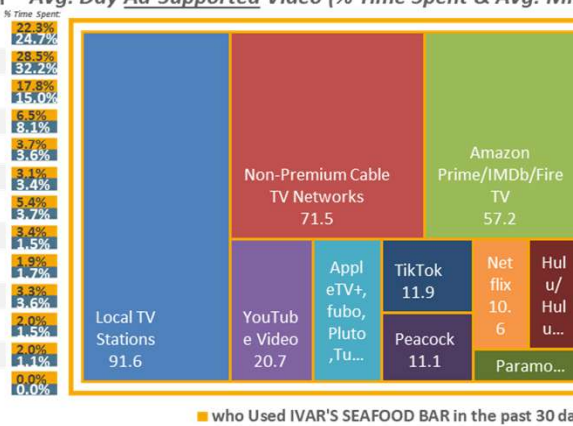 Avg. Day Ad-Supported Video (% Time Spent & Avg.
% Time Spent:
22.3%
24.7%
28.5%
32.2%
17.8%
15.0%
6.5%
8.1%
3.7%
3.6%
3.1%
3.4%
5.4%
3.7%
3.4%
1.5%
1.9%
1.7%
3.3%
3.6%
2.0%
1.5%
2.0%
1.1%
0.0%
0.0%
Local TV
Stations
91.6
Non-Premium Cable
TV Networks
71.5
Amazon
Prime/IMDb/Fire
TV
57.2
YouTub
e Video
20.7
Appl
eTV+,
fubo,
Pluto
,Tu...
TikTok
11.9
Peacock
11.1
Net
flix
10.
6
Hul
u/
Hul
u...
Paramo...
who Used IVAR'S SEAFOOD BAR in the past 30